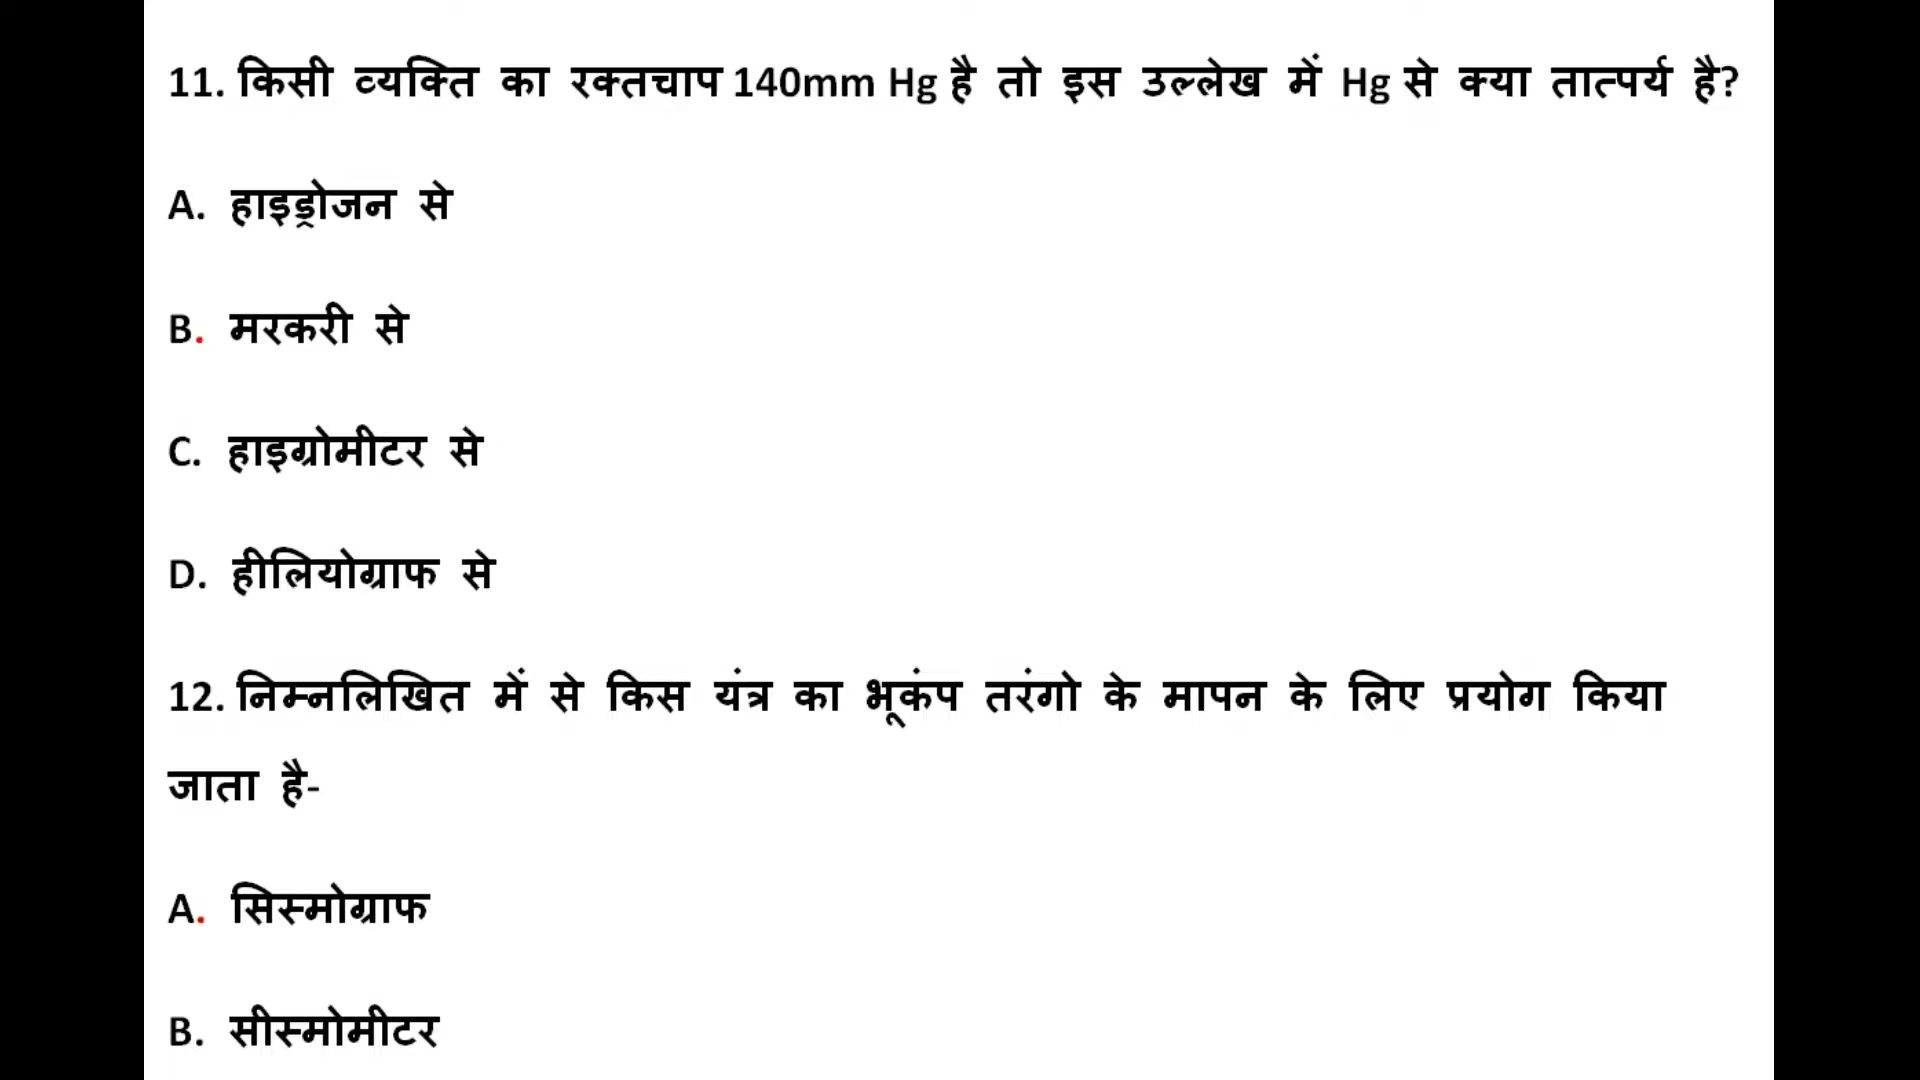 11. किसी व्यक्ति का रक्तचाप 140mm Hg है तो इस उल्लेख में Hg से क्या तात्पर्य है?
A. हाइड्रोजन से
B. मरकरी से
C. हाइग्रोमीटर से
D. हीलियोग्राफ से
12. निम्नलिखित में से किस यंत्र का भूकंप तरंगो के मापन के लिए प्रयोग किया
जाता है-
A. सिस्मोग्राफ
B. सीस्मोमीटर